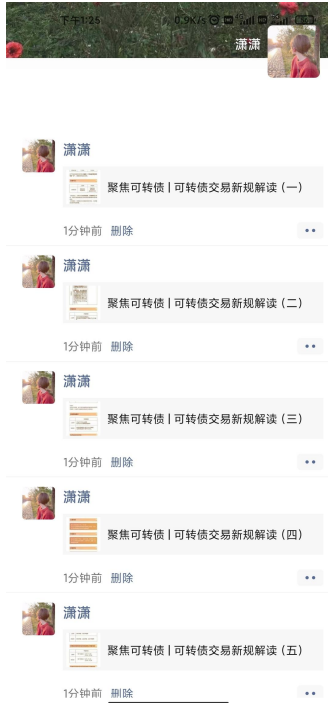 下午1:25
0.9K/s
潇潇
潇潇
聚焦可转债 | 可转债交易新规解读（一）
1分钟前 删除
潇潇
聚焦可转债 | 可转债交易新规解读（二）
1分钟前 删除
潇潇
聚焦可转债 | 可转债交易新规解读（三）
1分钟前 删除
潇潇
聚焦可转债 | 可转债交易新规解读（四）
1分钟前 删除
潇潇
聚焦可转债 | 可转债交易新规解读（五）
1分钟前 删除